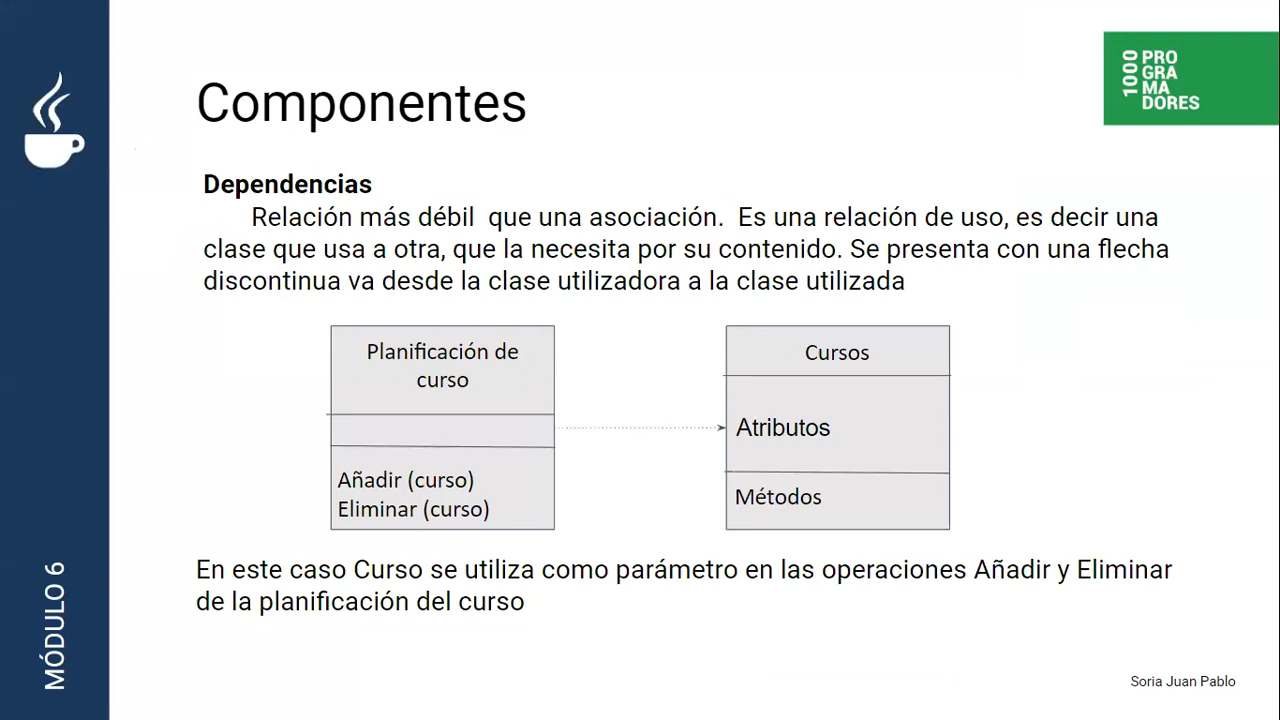 1000
PRO
GRA
MA
DORES
Componentes
Dependencias
Relación más débil que una asociación. Es una relación de uso, es decir una
clase que usa a otra, que la necesita por su contenido. Se presenta con una flecha
discontinua va desde la clase utilizadora a la clase utilizada
Planificación de
curso
Añadir (curso)
Eliminar (curso)
Cursos
Atributos
Métodos
En este caso Curso se utiliza como parámetro en las operaciones Añadir y Eliminar
de la planificación del curso
MÓDULO 6
Soria Juan Pablo